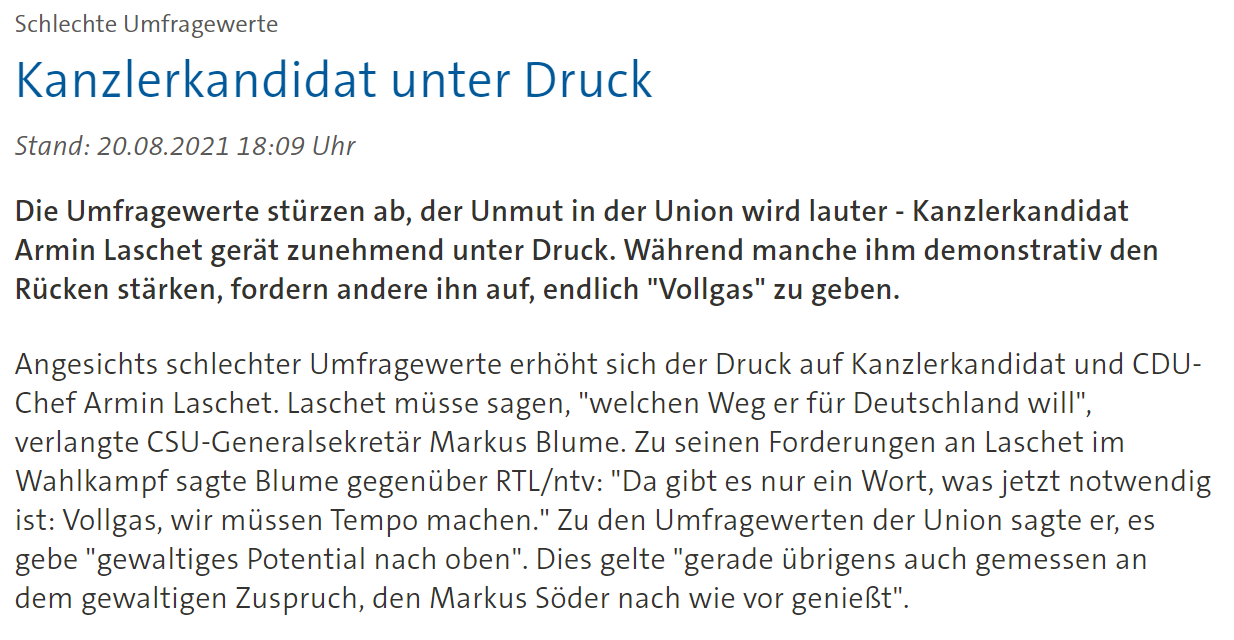 Schlechte Umfragewerte
Kanzlerkandidat unter Druck
Stand: 20.08.2021 18:09 Uhr
Die Umfragewerte stürzen ab, der Unmut in der Union wird lauter - Kanzlerkandidat
Armin Laschet gerät zunehmend unter Druck. Während manche ihm demonstrativ den
Rücken stärken, fordern andere ihn auf, endlich "Vollgas" zu geben.
Angesichts schlechter Umfragewerte erhöht sich der Druck auf Kanzlerkandidat und CDU-
Chef Armin Laschet. Laschet müsse sagen, "welchen Weg er für Deutschland will",
verlangte CSU-Generalsekretär Markus Blume. Zu seinen Forderungen an Laschet im
Wahlkampf sagte Blume gegenüber RTL/ntv: "Da gibt es nur ein Wort, was jetzt notwendig
ist: Vollgas, wir müssen Tempo machen." Zu den Umfragewerten der Union sagte er, es
gebe "gewaltiges Potential nach oben". Dies gelte "gerade übrigens auch gemessen an
dem gewaltigen Zuspruch, den Markus Söder nach wie vor genießt".